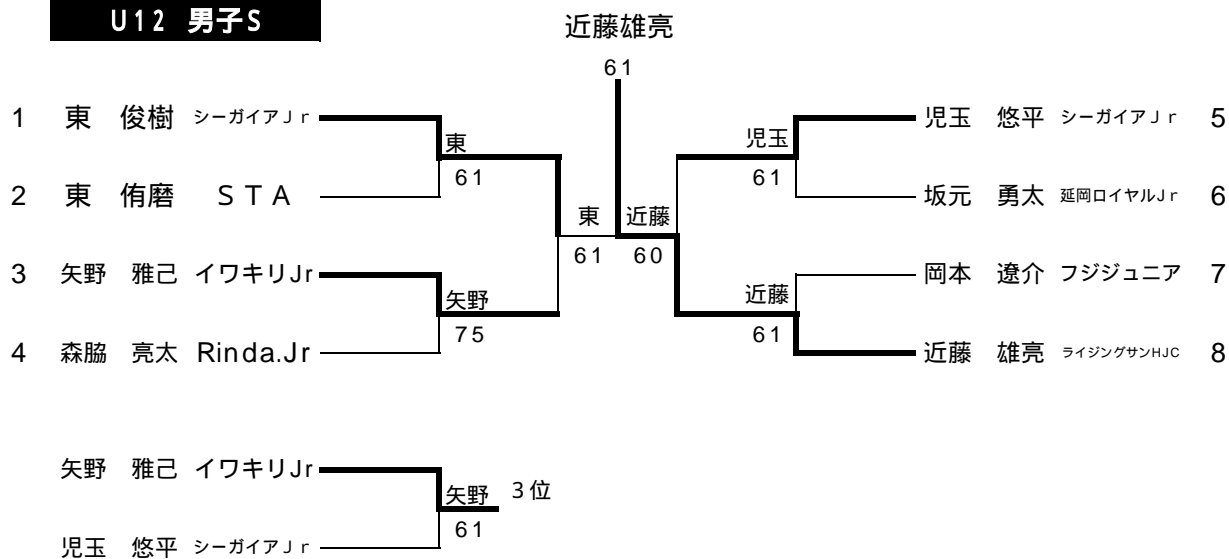 U12 男子S
近藤雄亮
61
1 東 俊樹 シーガイアJr
児玉 悠平 シーガイアJr 5
東
児玉
61
61
2 東 侑磨 STA
坂元 勇太 延岡ロイヤルJr 6
東
近藤
61
60
3 矢野 雅己 イワキリJr
岡本 遼介 フジジュニア 7
矢野
近藤
75
61
4 森脇 亮太 Rinda.Jr
近藤 雄亮 ライジングサンHJC 8
矢野 雅己 イワキリJr
矢野 3位
61
児玉 悠平 シーガイアJr